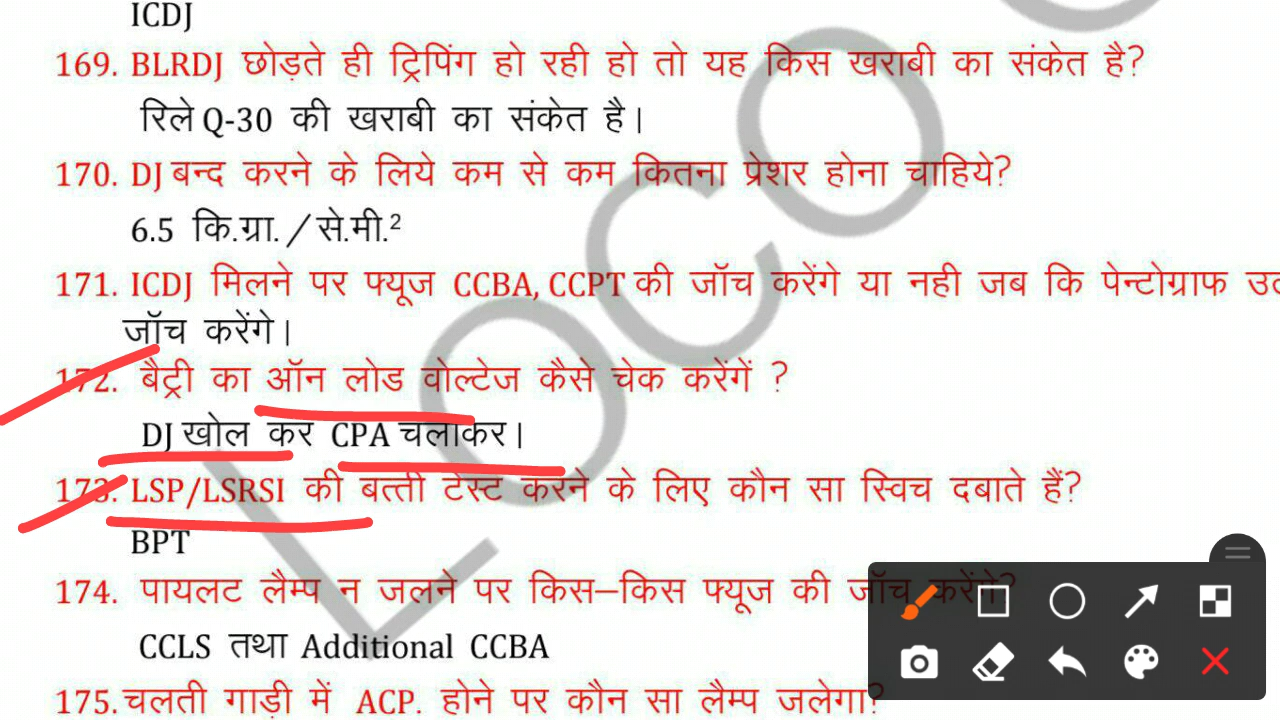 ICDJ
169. BLRDJ छोड़ते ही ट्रिपिंग हो रही हो तो यह किस खराबी का संकेत है?
रिले Q-30 की खराबी का संकेत है।
170. DJ बन्द करने के लिये कम से कम कितना प्रेशर होना चाहिये?
6.5 कि.ग्रा. / से.मी.²
171. ICDJ मिलने पर फ्यूज CCBA, CCPT की जॉच करेंगे या नही जब कि पेन्टोग्राफ
जॉच करेंगे।
172. बैट्री का ऑन लोड वोल्टेज कैसे चेक करेंगें ?
DJ खोल कर CPA चलाकर।
173. LSP/LSRSI की बत्ती टेस्ट करने के लिए कौन सा स्विच दबाते हैं?
BPT
174. पायलट लैम्प न जलने पर किस–किस फ्यूज की जॉच करेंगे?
CCLS तथा Additional CCBA
175. चलती गाड़ी में ACP. होने पर कौन सा लैम्प जलेगा?
LOCO